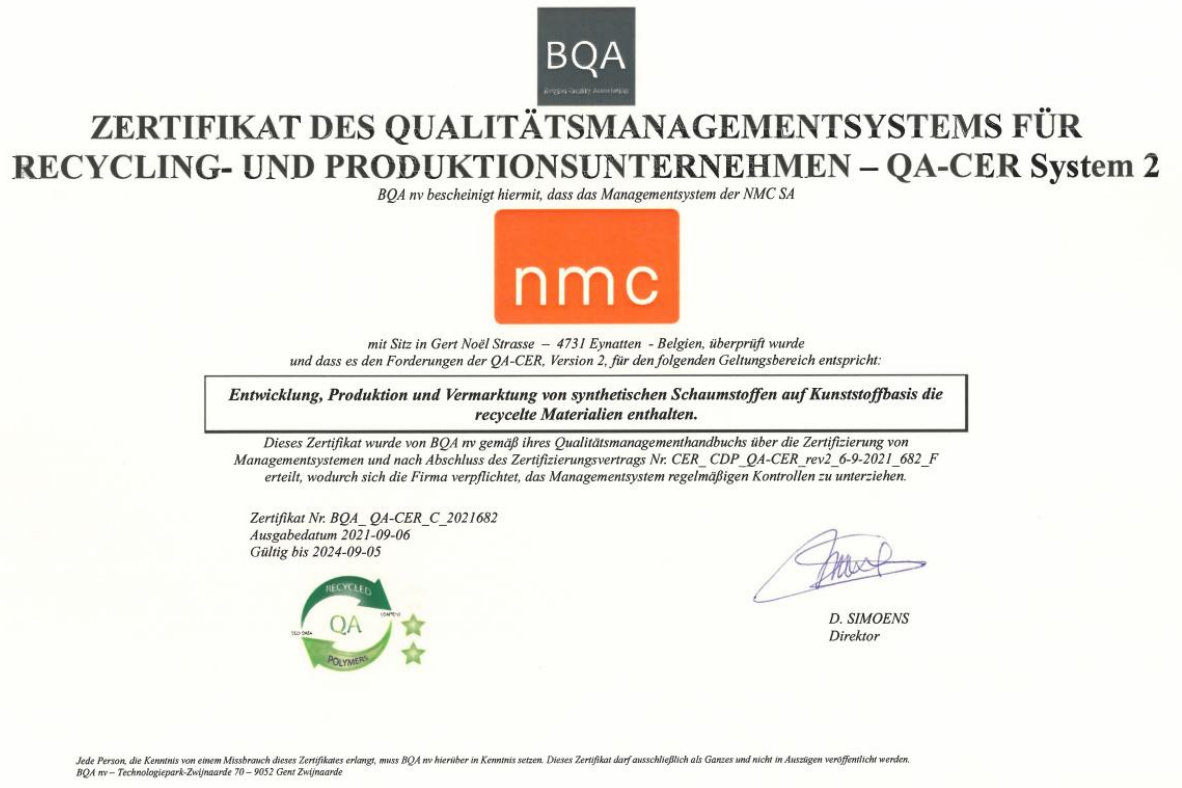 BQA
ZERTIFIKAT DES QUALITÄTSMANAGEMENTSYSTEMS FÜR
RECYCLING- UND PRODUKTIONSUNTERNEHMEN – QA-CER System 2
BQA nv bescheinigt hiermit, dass das Managementsystem der NMC SA
nmc
mit Sitz in Gert Noël Strasse – 4731 Eynatten - Belgien, überprüft wurde
und dass es den Forderungen der QA-CER, Version 2, für den folgenden Geltungsbereich entspricht:
Entwicklung, Produktion und Vermarktung von synthetischen Schaumstoffen auf Kunststoffbasis die
recycelte Materialien enthalten.
Dieses Zertifikat wurde von BQA nv gemäß ihres Qualitätsmanagementhandbuchs über die Zertifizierung von
Managementsystemen und nach Abschluss des Zertifizierungsvertrags Nr. CER_ CDP_QA-CER_rev2_6-9-2021_682_F
erteilt, wodurch sich die Firma verpflichtet, das Managementsystem regelmäßigen Kontrollen zu unterziehen.
Zertifikat Nr. BQA_ QA-CER_C_2021682
Ausgabedatum 2021-09-06
Gültig bis 2024-09-05
RECYCLED
QA
POLYMERS
D. SIMOENS
Direktor
Jede Person, die Kenntnis von einem Missbrauch dieses Zertifikates erlangt, muss BQA nv hierüber in Kenntnis setzen. Dieses Zertifikat darf ausschließlich als Ganzes und nicht in Auszügen veröffentlicht werden.
BQA nv – Technologiepark-Zwijnaarde 70 – 9052 Gent Zwijnaarde